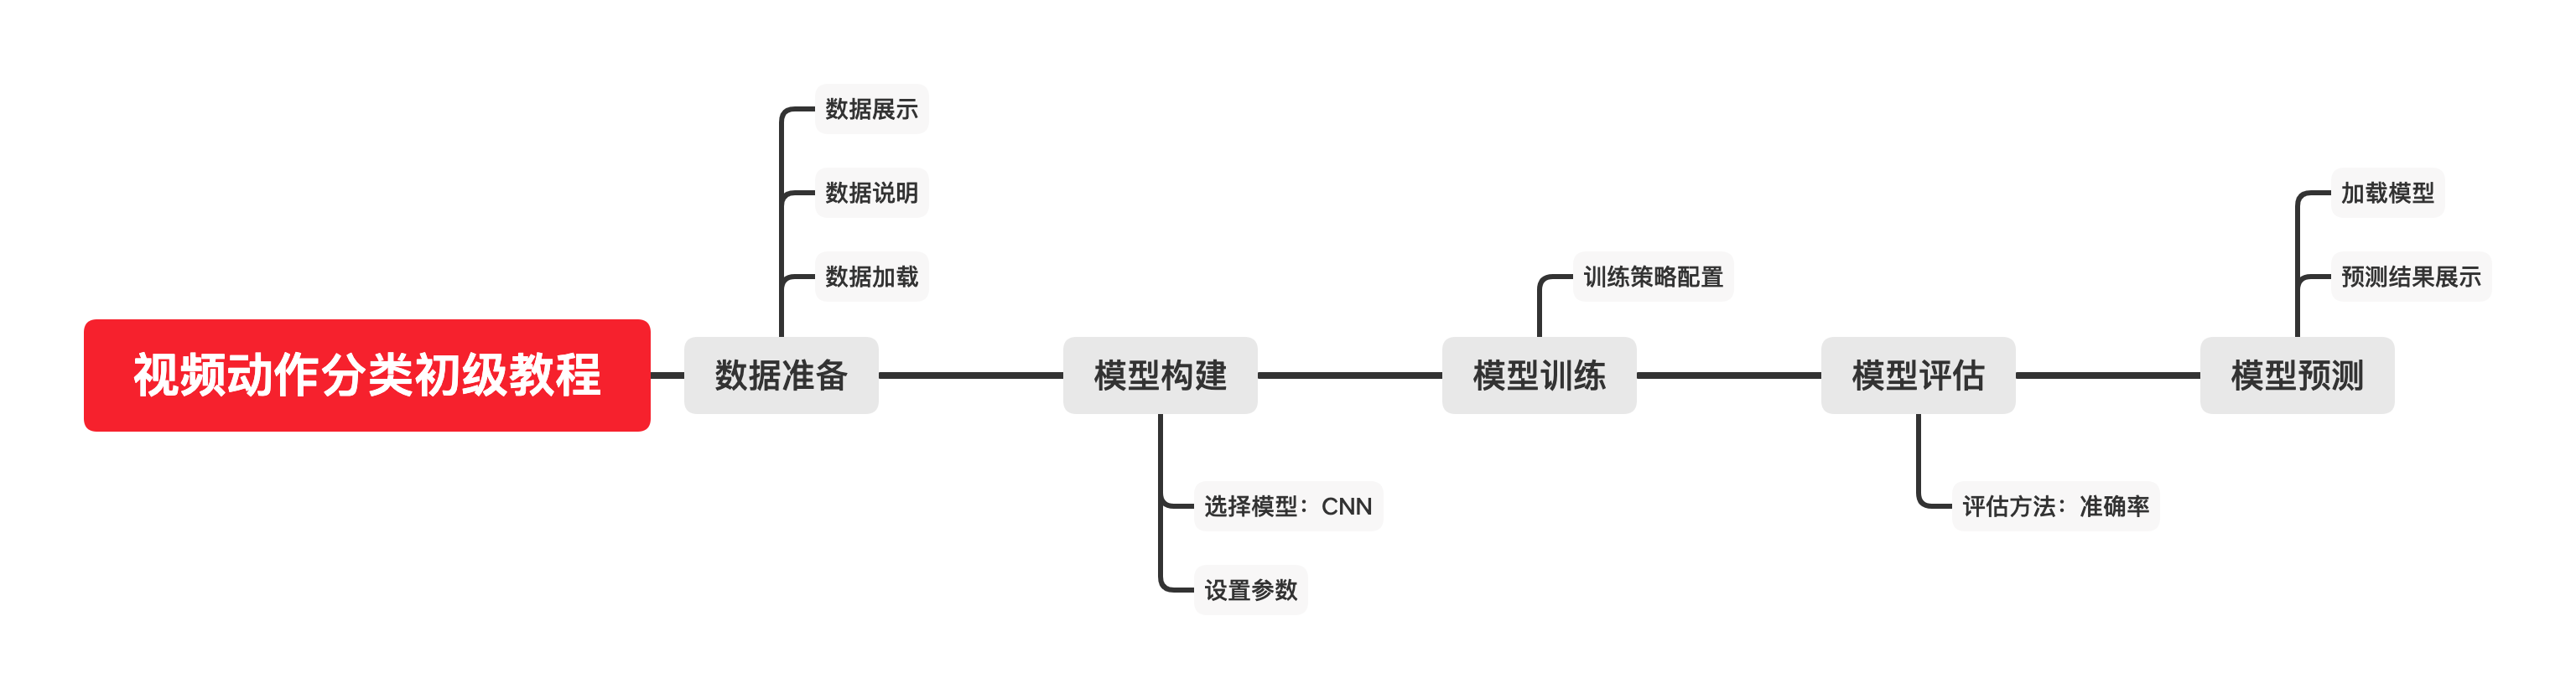 视频动作分类初级教程
数据准备
数据展示
数据说明
数据加载
模型构建
选择模型：CNN
设置参数
模型训练
训练策略配置
模型评估
评估方法：准确率
模型预测
加载模型
预测结果展示